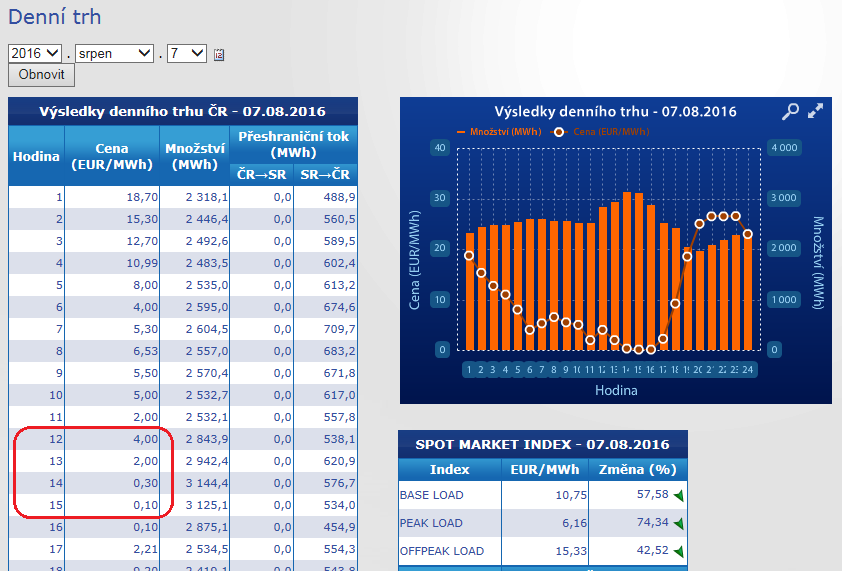 Denní trh
2016 . srpen . 7
Obnovit
Výsledky denního trhu ČR - 07.08.2016
Hodina Cena (EUR/MWh) Množství (MWh) Přeshraniční tok (MWh)
ČR→SR SR→ČR
1 18,70 2 318,1 0,0 488,9
2 15,30 2 446,4 0,0 560,5
3 12,70 2 492,6 0,0 589,5
4 10,99 2 483,5 0,0 602,4
5 8,00 2 535,0 0,0 613,2
6 4,00 2 595,0 0,0 674,6
7 5,30 2 604,5 0,0 709,7
8 6,53 2 557,0 0,0 683,2
9 5,50 2 570,4 0,0 671,8
10 5,00 2 532,7 0,0 617,0
11 2,00 2 532,1 0,0 557,8
12 4,00 2 843,9 0,0 538,1
13 2,00 2 942,4 0,0 620,9
14 0,30 3 144,4 0,0 576,7
15 0,10 3 125,1 0,0 534,0
16 0,10 2 875,1 0,0 454,9
17 2,21 2 534,5 0,0 554,3
Výsledky denního trhu - 07.08.2016
Množství (MWh) Cena (EUR/MWh)
40 4 000
30 3 000
20 2 000
10 1 000
0 0
Cena (EUR/MWh)
Množství (MWh)
1 2 3 4 5 6 7 8 9 10 11 12 13 14 15 16 17 18 19 20 21 22 23 24
Hodina
SPOT MARKET INDEX - 07.08.2016
Index EUR/MWh Změna (%)
BASE LOAD 10,75 57,58
PEAK LOAD 6,16 74,34
OFFPEAK LOAD 15,33 42,52